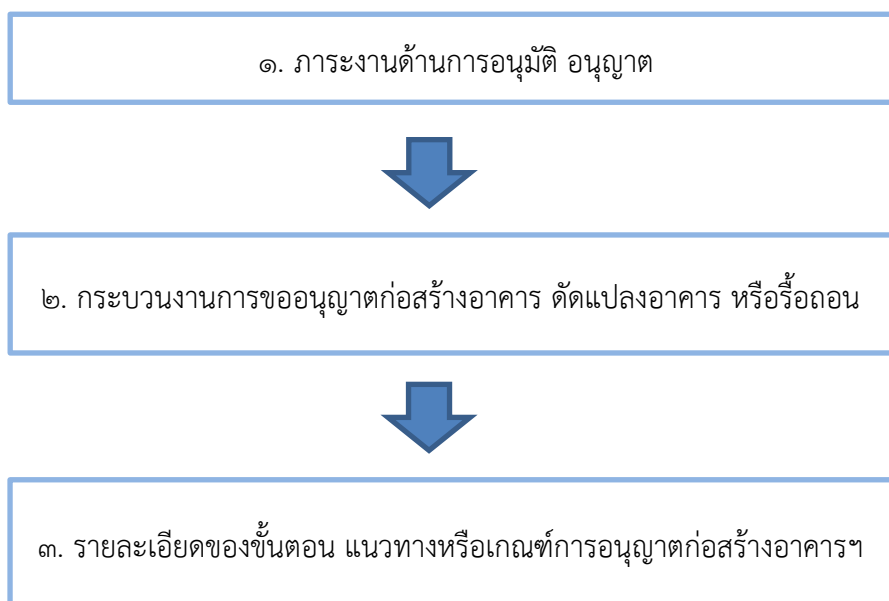 ๑. ภาระงานด้านการอนุมัติ อนุญาต
๒. กระบวนงานการขออนุญาตก่อสร้างอาคาร ดัดแปลงอาคาร หรือรื้อถอน
๓. รายละเอียดของขั้นตอน แนวทางหรือเกณฑ์การอนุญาตก่อสร้างอาคารฯ